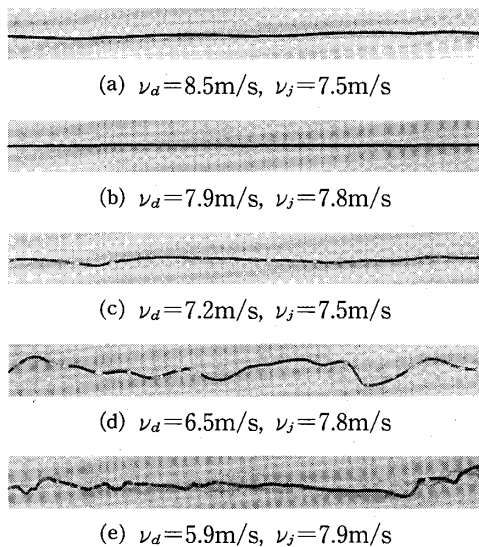 (a) ν_d=8.5m/s, ν_j=7.5m/s
(b) ν_d=7.9m/s, ν_j=7.8m/s
(c) ν_d=7.2m/s, ν_j=7.5m/s
(d) ν_d=6.5m/s, ν_j=7.8m/s
(e) ν_d=5.9m/s, ν_j=7.9m/s